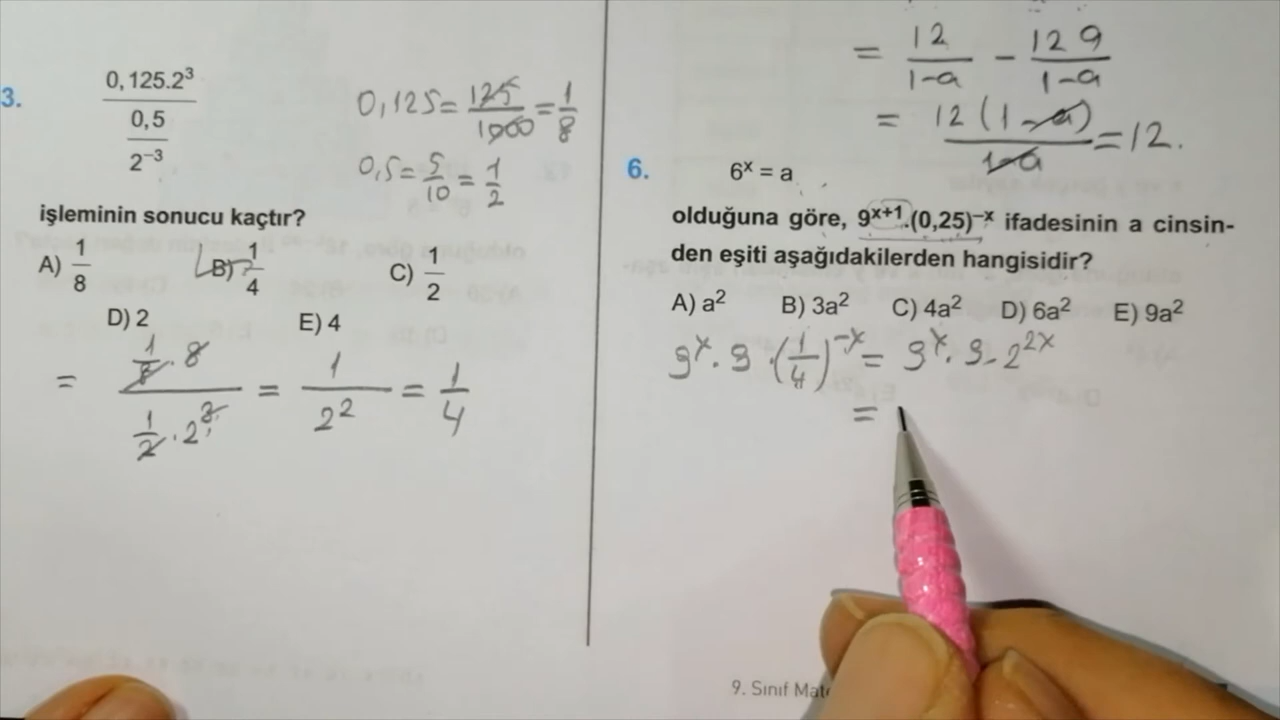 3.
0,125.2³
0,5
2⁻³
0,125 = 125/1000 = 1/8
0,5 = 5/10 = 1/2
işleminin sonucu kaçtır?
A) 1/8 B) 1/4 C) 1/2
D) 2 E) 4
= (1/8 · 8)/(1/2 · 2³) = 1/2² = 1/4
= 12/(1-a) - 12a/(1-a)
= 12(1-a)/(1-a) = 12.
6.
6ˣ = a
olduğuna göre, 9ˣ⁺¹.(0,25)⁻ˣ ifadesinin a cinsin-
den eşiti aşağıdakilerden hangisidir?
A) a² B) 3a² C) 4a² D) 6a² E) 9a²
9ˣ · 9 · (1/4)⁻ˣ = 9ˣ · 9 · 2²ˣ
=
9. Sınıf Mat